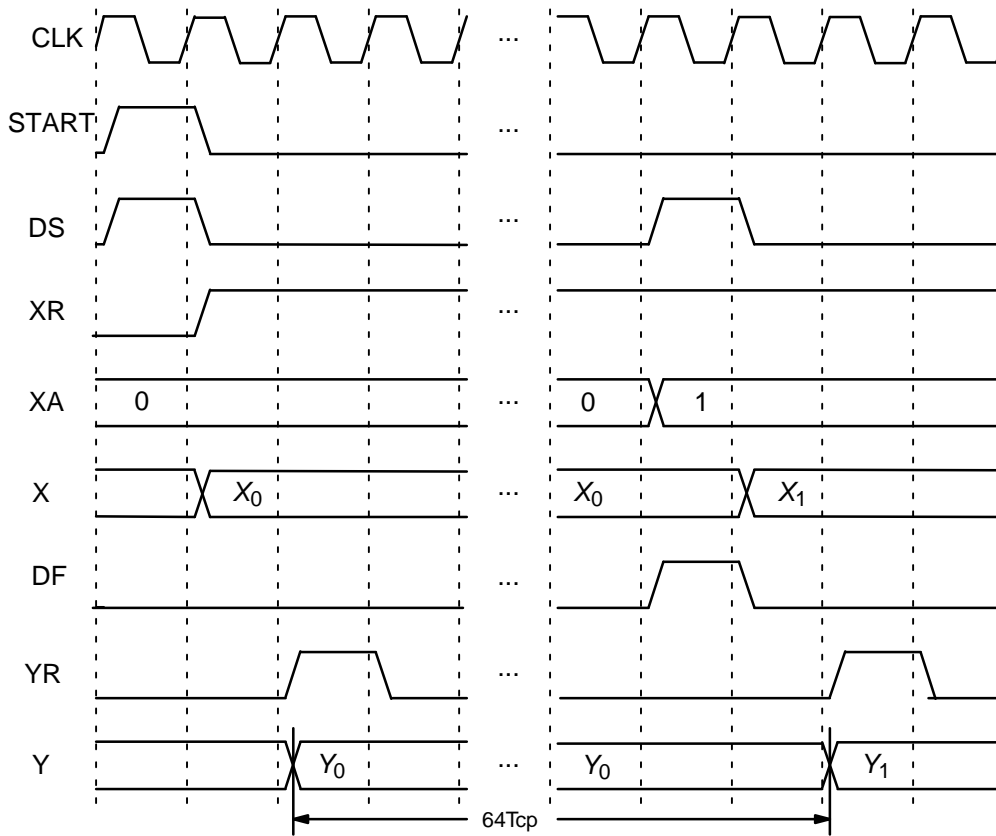 CLK ...
START ...
DS ...
XR ...
XA 0 ... 0 1
X X0 ... X0 X1
DF ...
YR ...
Y Y0 ... Y0 Y1
64Tcp